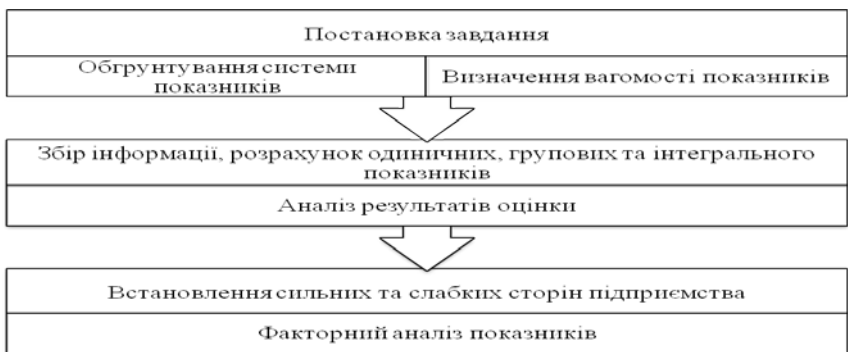 Постановка завдання
Обгрунтування системи
показників
Визначення вагомості показників
Збір інформації, розрахунок одиничних, групових та інтегрального
показників
Аналіз результатів оцінки
Встановлення сильних та слабких сторін підприємства
Факторний аналіз показників